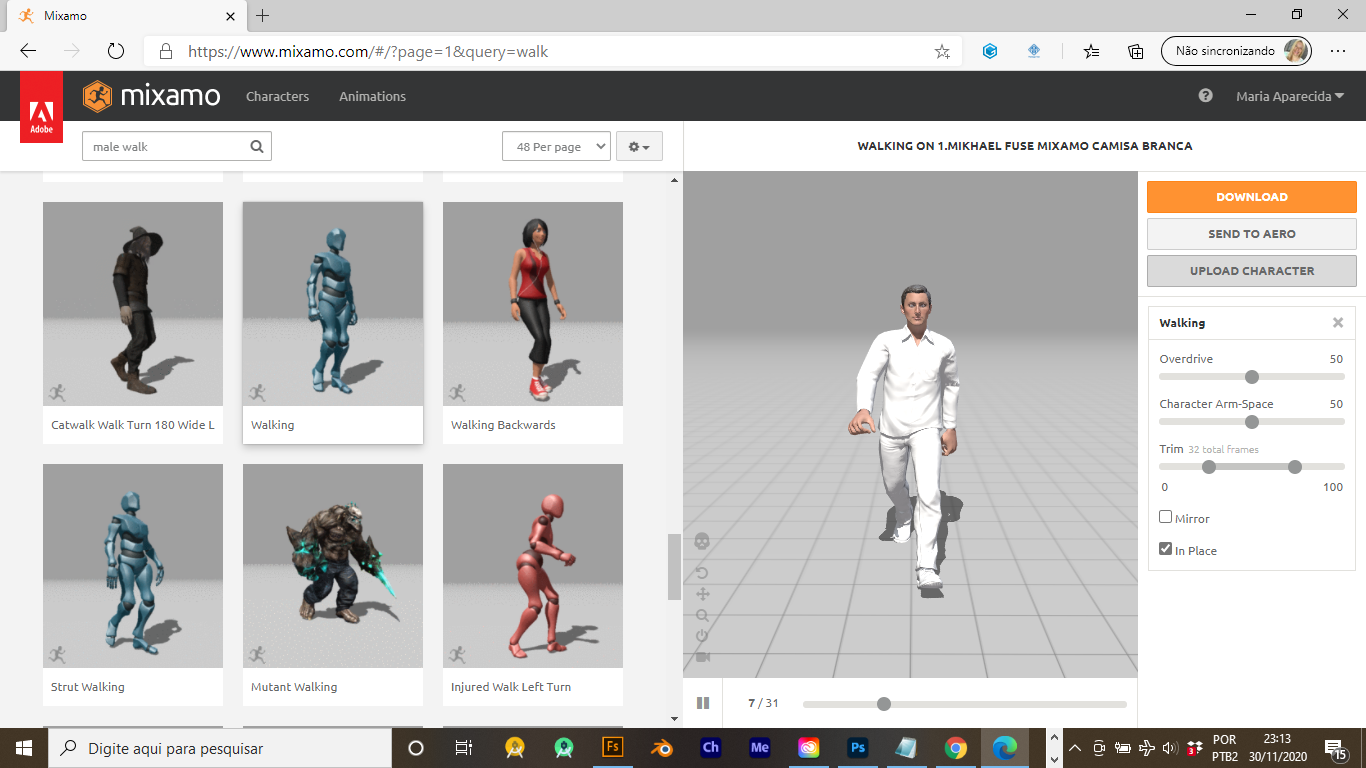 Mixamo
https://www.mixamo.com/#/?page=1&query=walk
Não sincronizando
Adobe
mixamo
Characters
Animations
Maria Aparecida
male walk
48 Per page
WALKING ON 1.MIKHAEL FUSE MIXAMO CAMISA BRANCA
DOWNLOAD
SEND TO AERO
UPLOAD CHARACTER
Catwalk Walk Turn 180 Wide L
Walking
Walking Backwards
Walking
Overdrive 50
Character Arm-Space 50
Trim 32 total frames
0 100
Mirror
In Place
Strut Walking
Mutant Walking
Injured Walk Left Turn
7 / 31
Digite aqui para pesquisar
Fs
Ch
Me
Ps
3
POR
PTB2
23:13
30/11/2020
15